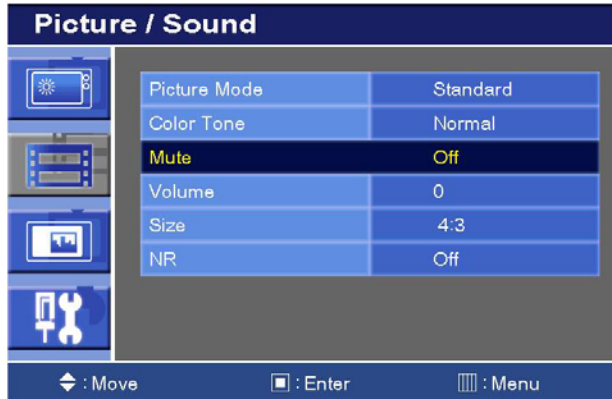 Picture / Sound
Picture Mode Standard
Color Tone Normal
Mute Off
Volume 0
Size 4:3
NR Off
: Move : Enter : Menu